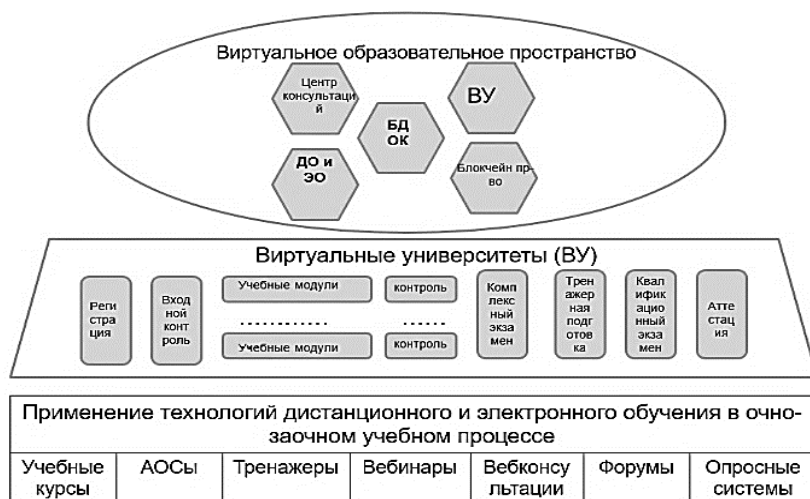 Виртуальное образовательное пространство
Центр
консультаци
й
ВУ
БД
ОК
ДО и
ЭО
Блокчейн пр-
во
Виртуальные университеты (ВУ)
Реги
стра
ция
Вход
ной конт
роль
Учебные модули
контроль
............
......
Учебные модули
контроль
Комп
лекс
ный экза
мен
Трен
ажер
ная подг
отов
ка
Квал
ифик
ацио
нный экза
мен
Атте
стац
ия
Применение технологий дистанционного и электронного обучения в очно-
заочном учебном процессе
Учебные
курсы
АОСы
Тренажеры
Вебинары
Вебконсу
льтации
Форумы
Опросные
системы